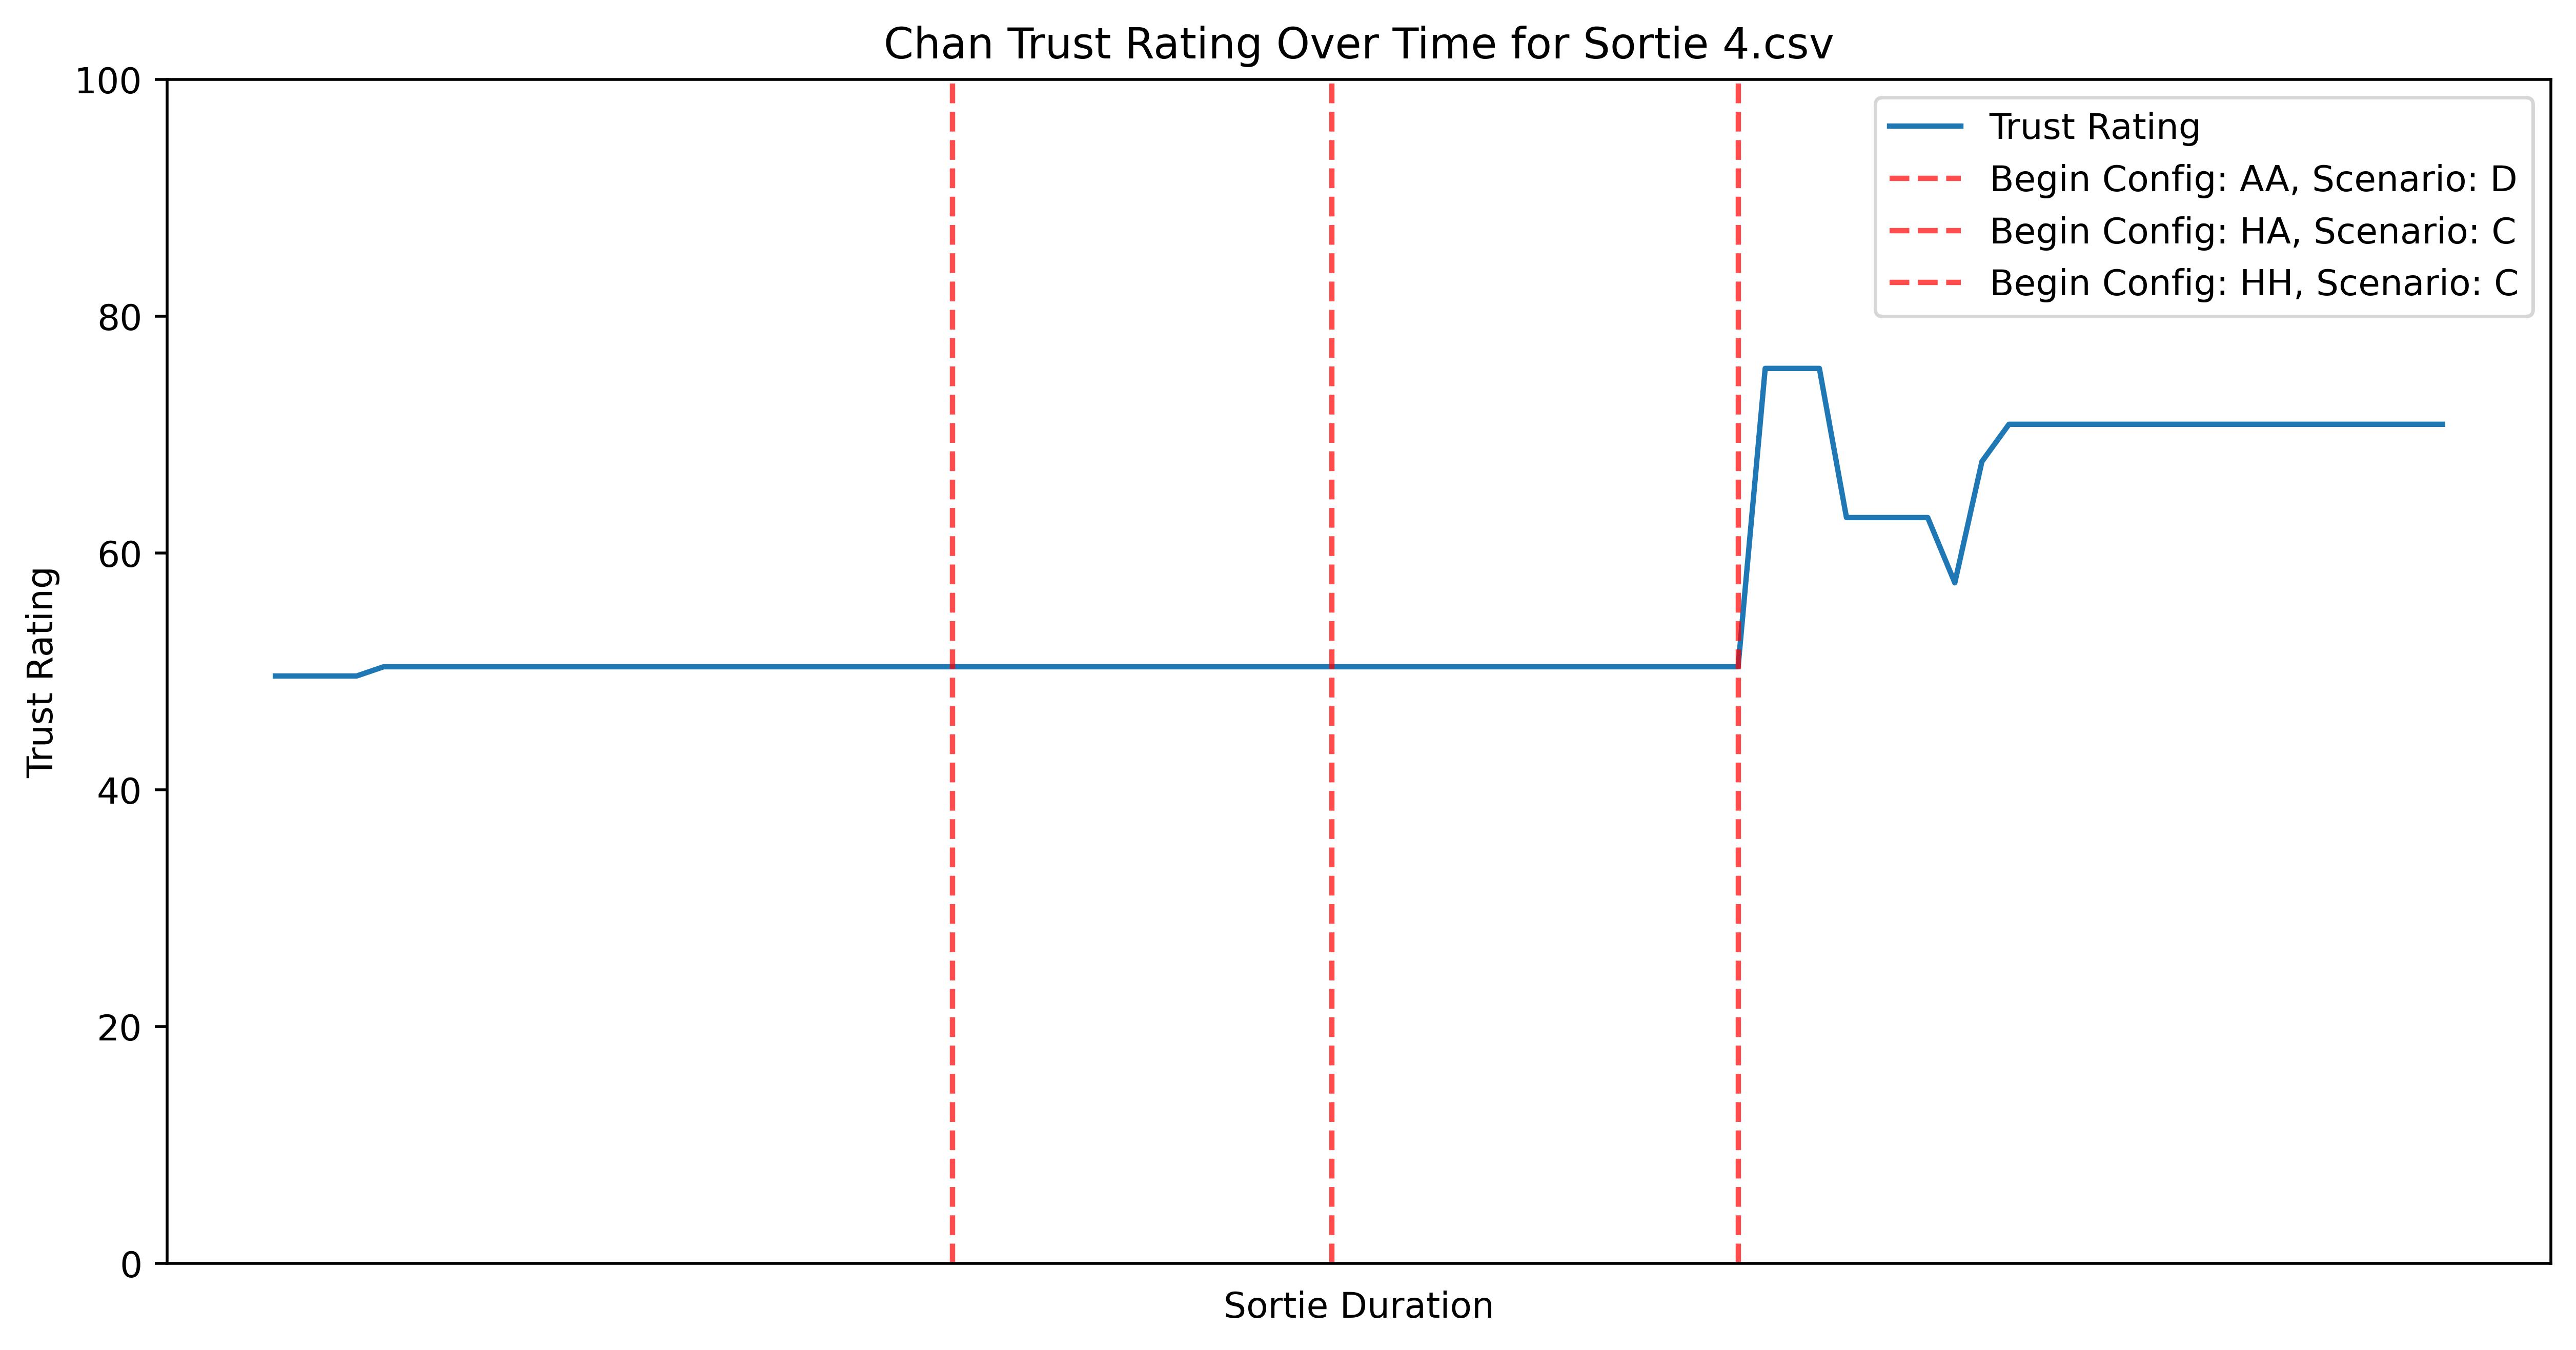 Chan Trust Rating Over Time for Sortie 4.csv
100
80
60
40
20
0
Trust Rating
Sortie Duration
Trust Rating
Begin Config: AA, Scenario: D
Begin Config: HA, Scenario: C
Begin Config: HH, Scenario: C